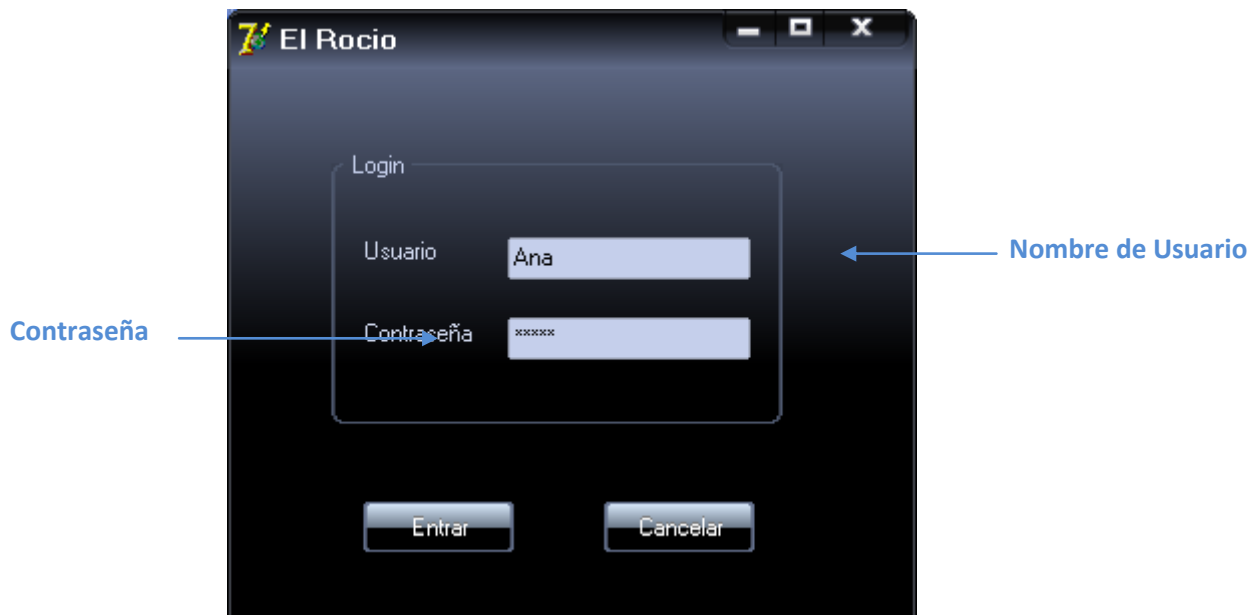 El Rocio
Login
Usuario Ana
Nombre de Usuario
Contraseña
Contraseña *****
Entrar Cancelar